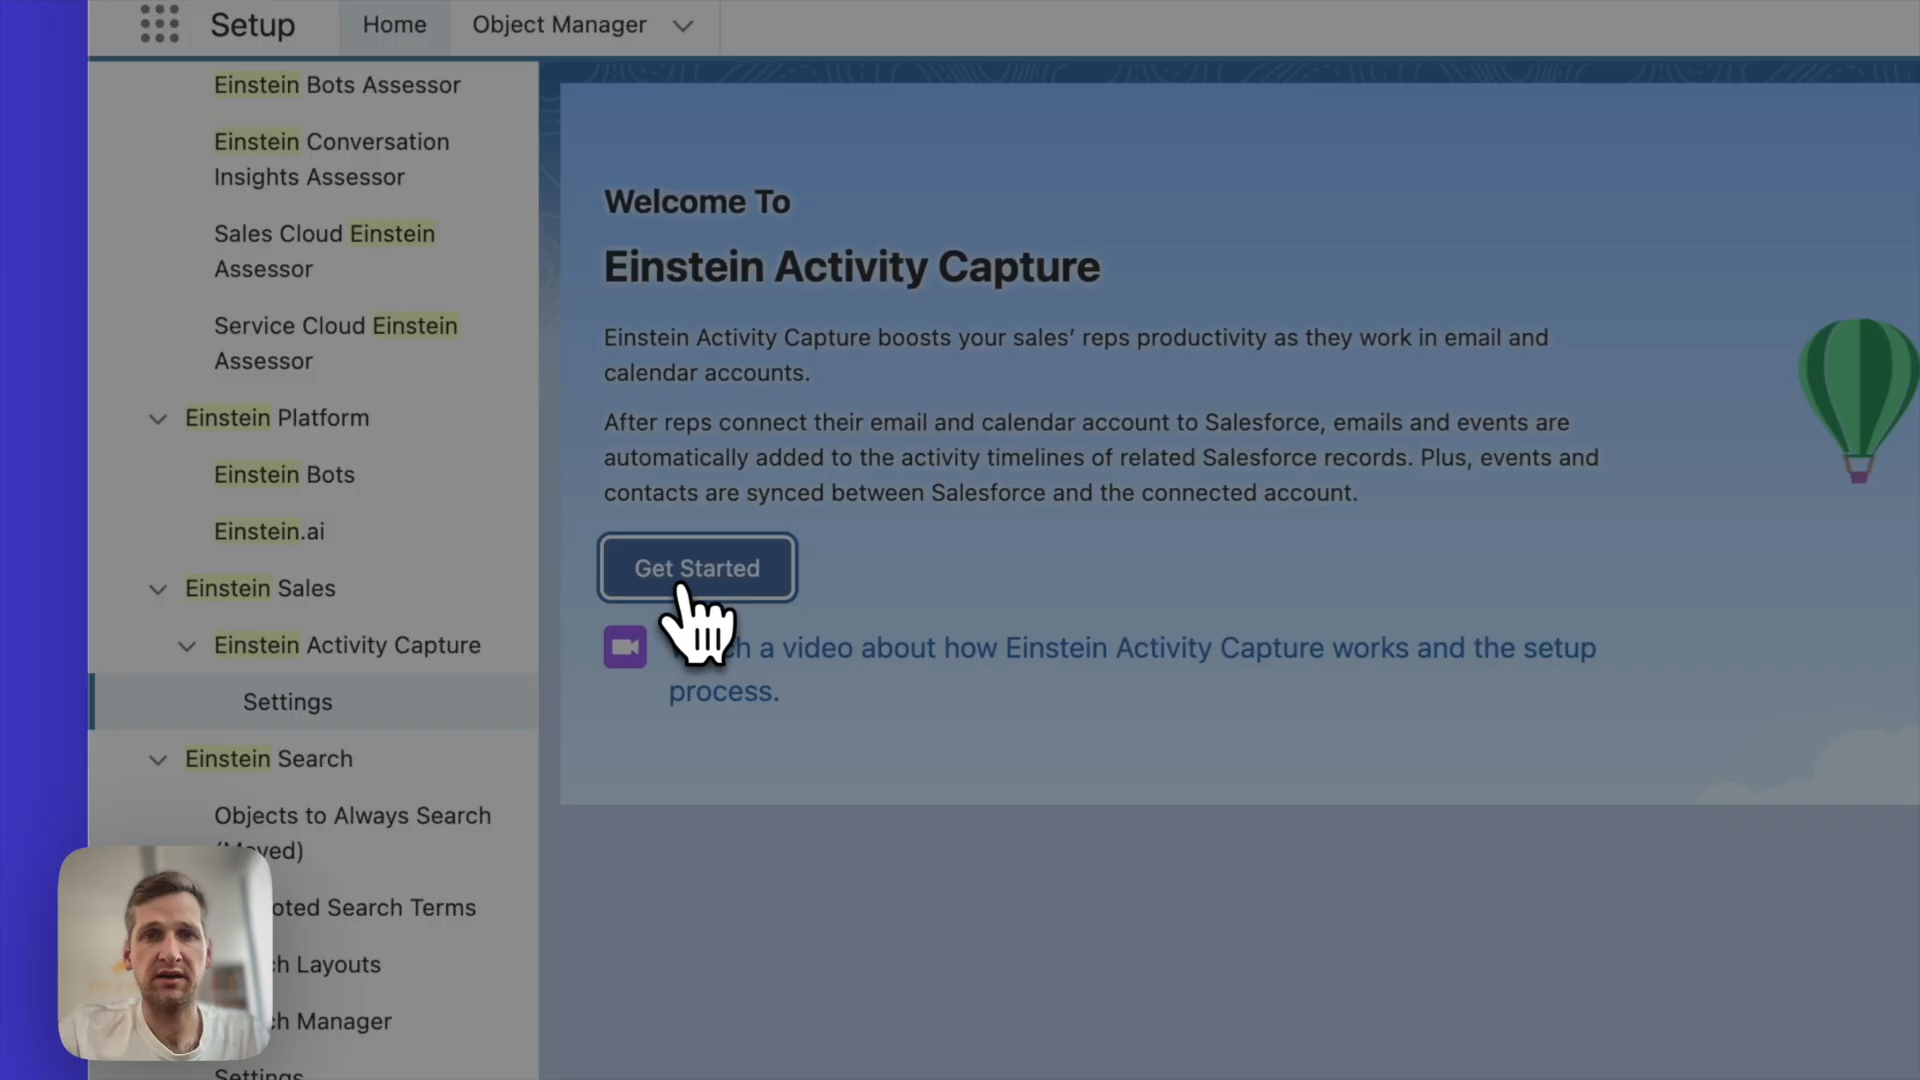 Setup
Home
Object Manager
Einstein Bots Assessor
Einstein Conversation
Insights Assessor
Sales Cloud Einstein
Assessor
Service Cloud Einstein
Assessor
Einstein Platform
Einstein Bots
Einstein.ai
Einstein Sales
Einstein Activity Capture
Settings
Einstein Search
Objects to Always Search
(Moved)
Search Terms
Layouts
Manager
Settings
Welcome To
Einstein Activity Capture
Einstein Activity Capture boosts your sales’ reps productivity as they work in email and
calendar accounts.
After reps connect their email and calendar account to Salesforce, emails and events are
automatically added to the activity timelines of related Salesforce records. Plus, events and
contacts are synced between Salesforce and the connected account.
Get Started
a video about how Einstein Activity Capture works and the setup
process.